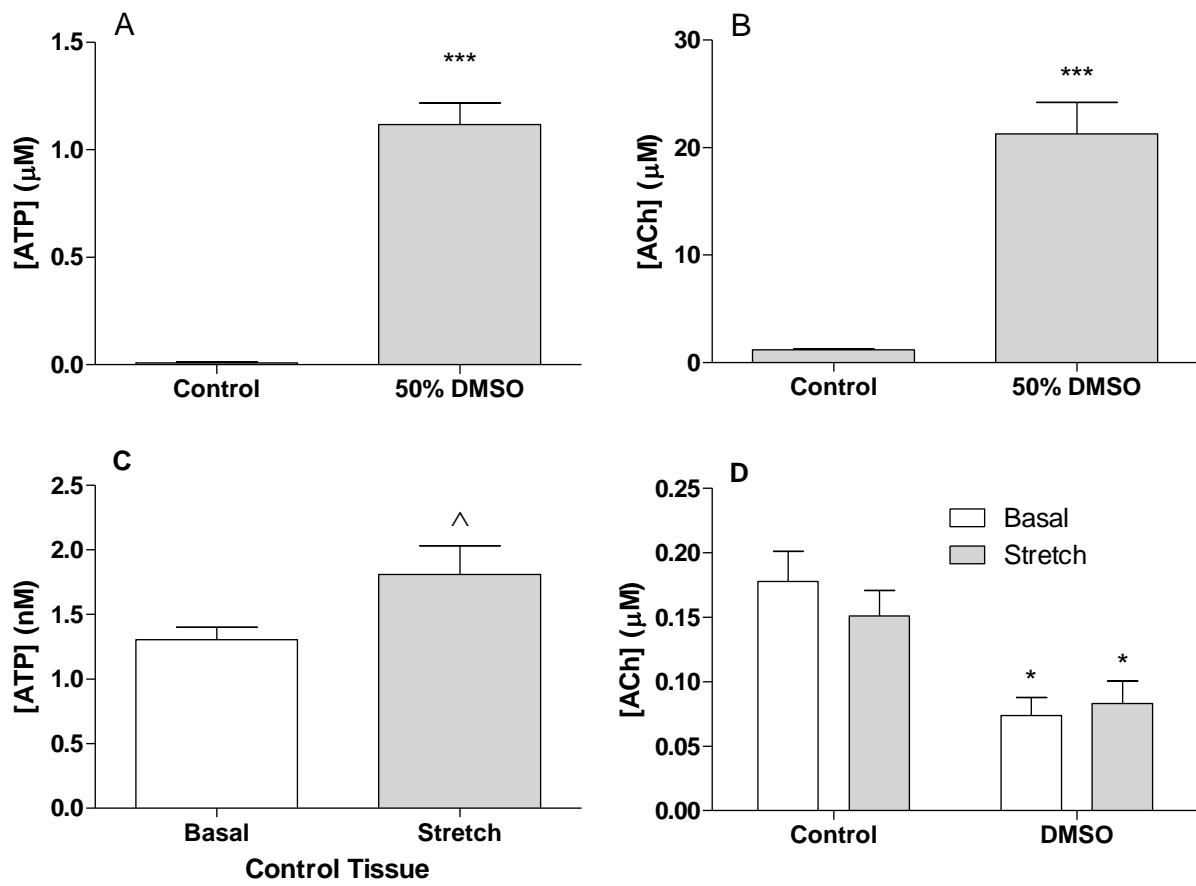 A
[ATP] (μM)
1.5
1.0
0.5
0.0
***
Control
50% DMSO
B
[ACh] (μM)
30
20
10
0
***
Control
50% DMSO
C
[ATP] (nM)
2.5
2.0
1.5
1.0
0.5
0.0
^
Basal
Stretch
Control Tissue
D
[ACh] (μM)
0.25
0.20
0.15
0.10
0.05
0.00
Basal
Stretch
*
*
Control
DMSO